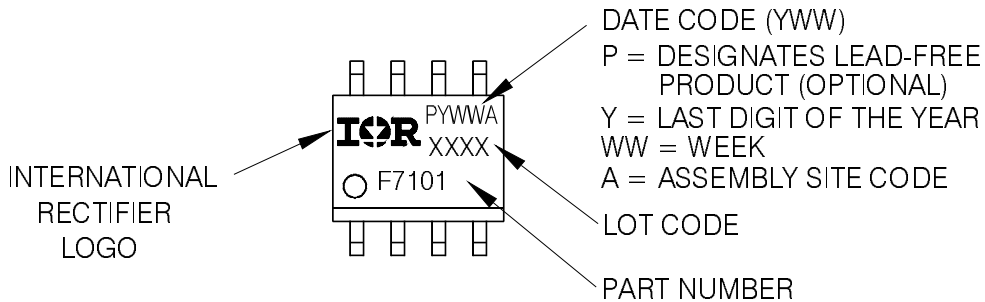 DATE CODE (YWW)
P = DESIGNATES LEAD-FREE
PRODUCT (OPTIONAL)
Y = LAST DIGIT OF THE YEAR
WW = WEEK
A = ASSEMBLY SITE CODE
LOT CODE
PART NUMBER
INTERNATIONAL
RECTIFIER
LOGO
IOR
PYWWA
XXXX
F7101